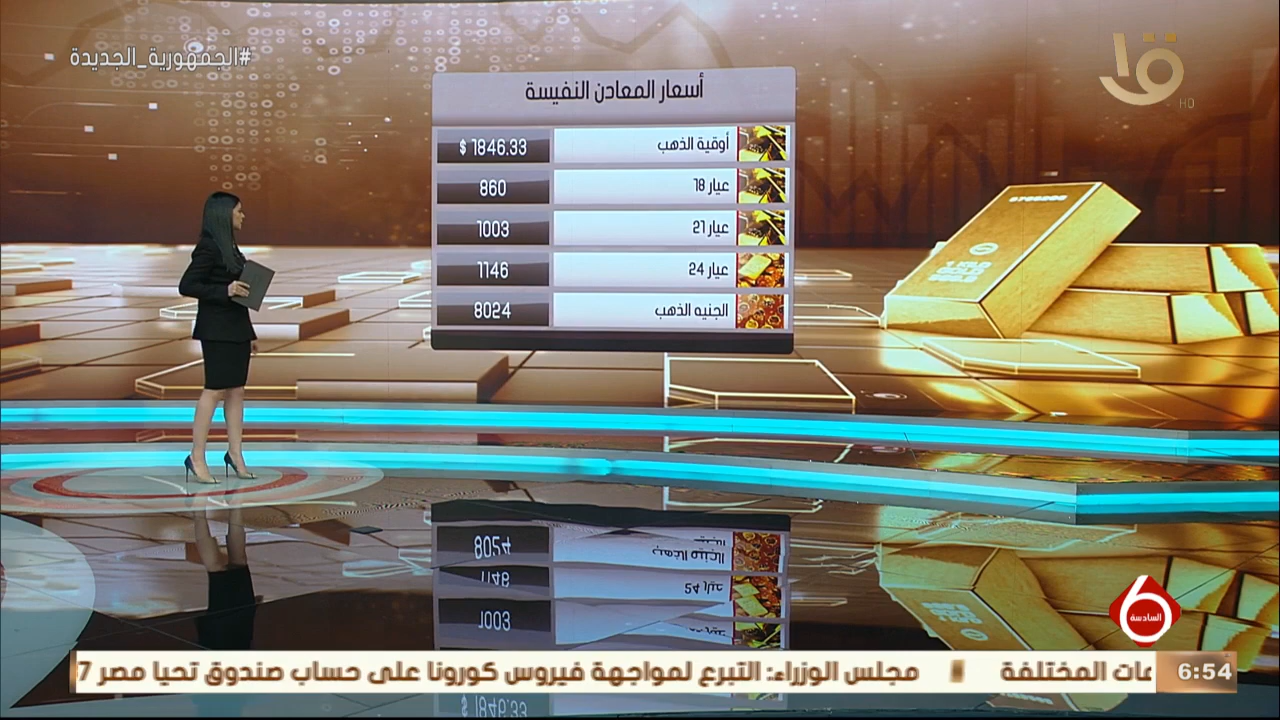 #الجمهورية_الجديدة
HD
أسعار المعادن النفيسة
أوقية الذهب $ 1846.33
عيار 18 860
عيار 21 1003
عيار 24 1146
الجنيه الذهب 8024
6
السادسة
مات المختلفة مجلس الوزراء: التبرع لمواجهة فيروس كورونا على حساب صندوق تحيا مصر 7
6:54